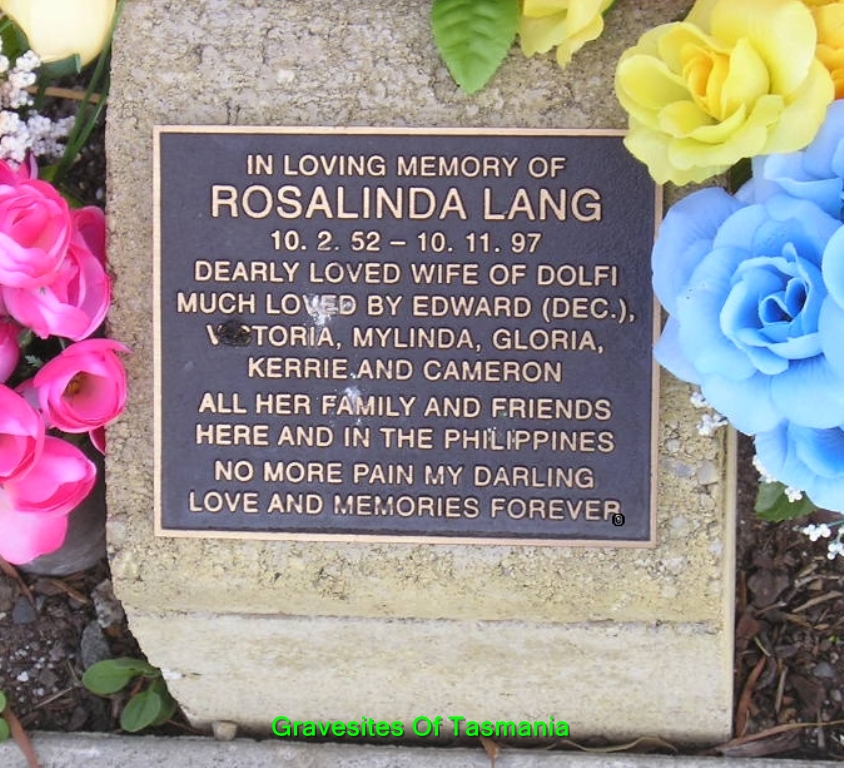 IN LOVING MEMORY OF
ROSALINDA LANG
10. 2. 52 – 10. 11. 97
DEARLY LOVED WIFE OF DOLFI
MUCH LOVED BY EDWARD (DEC.),
VICTORIA, MYLINDA, GLORIA,
KERRIE AND CAMERON
ALL HER FAMILY AND FRIENDS
HERE AND IN THE PHILIPPINES
NO MORE PAIN MY DARLING
LOVE AND MEMORIES FOREVER
Gravesites Of Tasmania